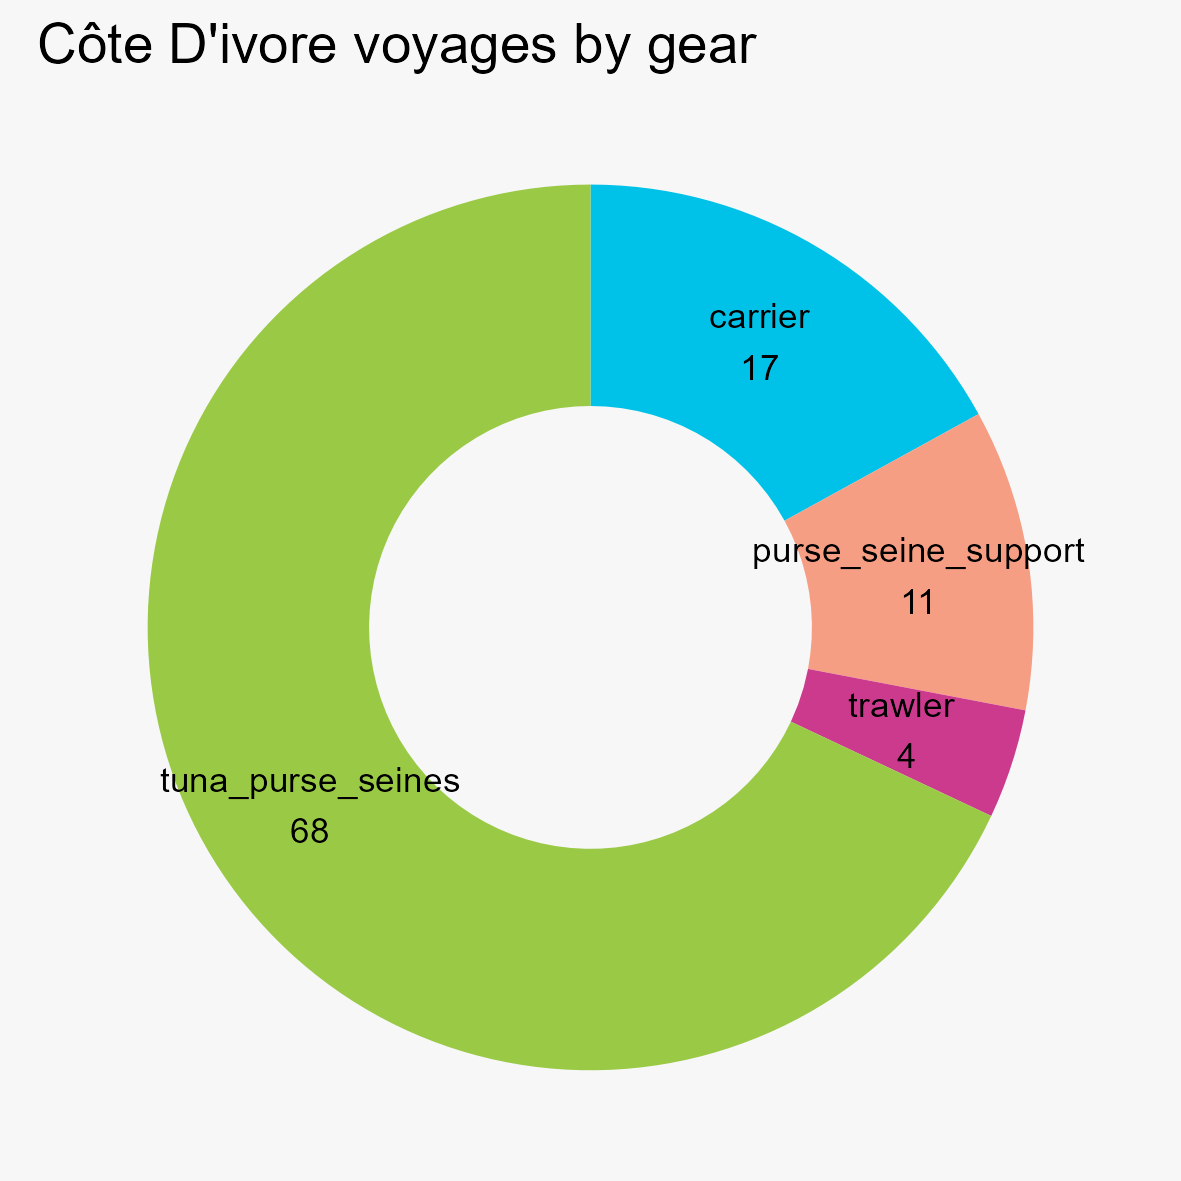 Côte D'ivore voyages by gear
carrier
17
purse_seine_support
11
trawler
4
tuna_purse_seines
68